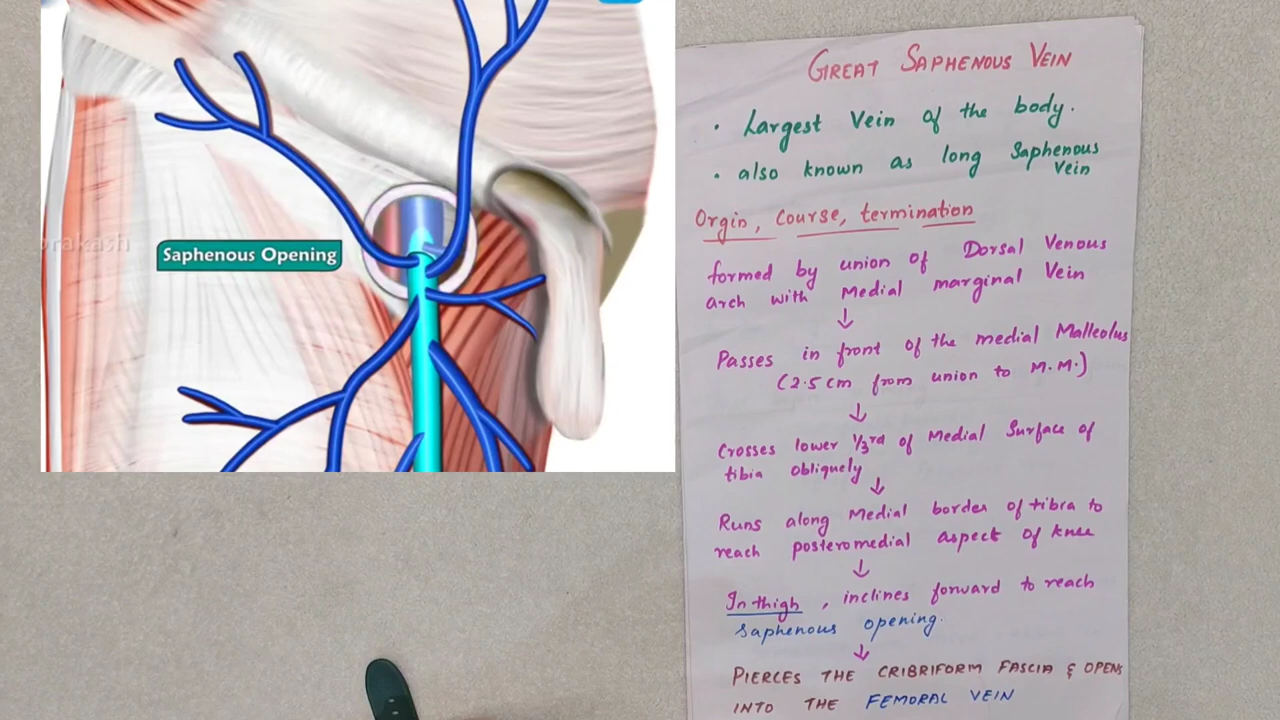 prakash
Saphenous Opening
GREAT SAPHENOUS VEIN
• Largest Vein of the body.
• also known as long Saphenous
Vein
Orgin, Course, termination
formed by union of Dorsal Venous
arch with Medial marginal Vein
↓
Passes in front of the medial Malleolus
(2.5 cm from union to M.M.)
↓
Crosses lower 1/3rd of Medial Surface of
tibia obliquely
↓
Runs along Medial border of tibia to
reach posteromedial aspect of knee
↓
In thigh, inclines forward to reach
Saphenous opening.
↓
PIERCES THE CRIBRIFORM FASCIA & OPENS
INTO THE FEMORAL VEIN